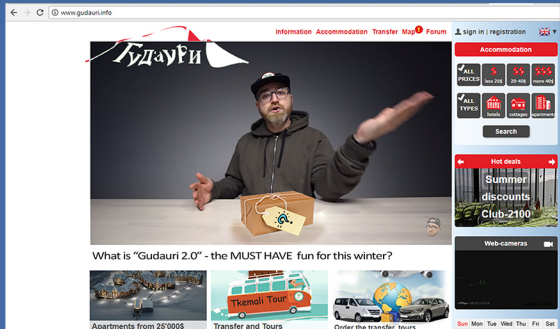 www.gudauri.info
Гудаури
Information Accommodation Transfer Map Forum
sign in | registration
Accommodation
ALL PRICES
less 20$
20-40$
more 40$
ALL TYPES
hotels
cottages
apartments
Search
Hot deals
Summer
discounts
Club-2100
Web-cameras
What is “Gudauri 2.0” - the MUST HAVE fun for this winter?
Tkemali Tour
Apartments from 25'000$
Transfer and Tours
Order the transfer, tours
Sun Mon Tue Wed Thu Fri Sat